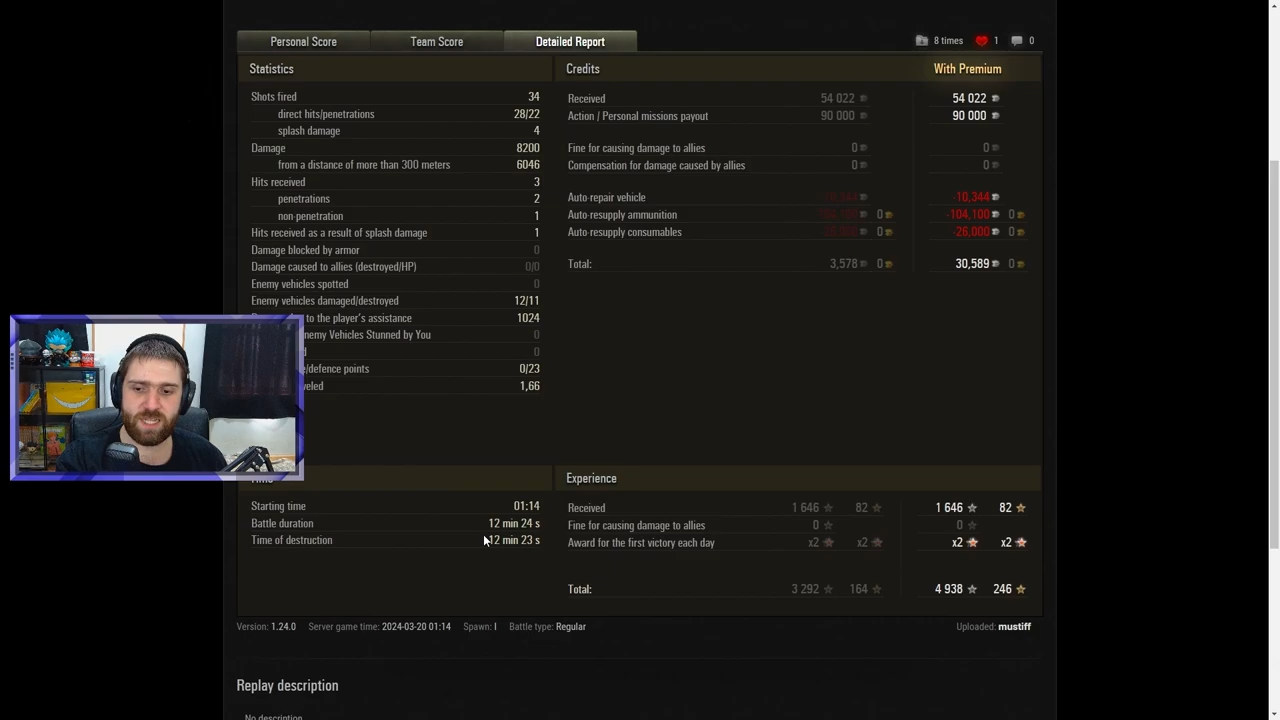 Personal Score
Team Score
Detailed Report
8 times
1
0
Statistics
Shots fired 34
direct hits/penetrations 28/22
splash damage 4
Damage 8200
from a distance of more than 300 meters 6046
Hits received 3
penetrations 2
non-penetration 1
Hits received as a result of splash damage 1
Damage blocked by armor 0
Damage caused to allies (destroyed/HP) 0/0
Enemy vehicles spotted 0
Enemy vehicles damaged/destroyed 12/11
to the player's assistance 1024
nemy Vehicles Stunned by You 0
d 0
e/defence points 0/23
veled 1,66
Credits
With Premium
Received 54 022 54 022
Action / Personal missions payout 90 000 90 000
Fine for causing damage to allies 0 0
Compensation for damage caused by allies 0 0
Auto-repair vehicle -10,344
Auto-resupply ammunition 0 -104,100 0
Auto-resupply consumables 0 -26,000 0
Total: 3,578 0 30,589 0
Starting time 01:14
Battle duration 12 min 24 s
Time of destruction 12 min 23 s
Experience
Received 1 646 82 1 646 82
Fine for causing damage to allies 0 0
Award for the first victory each day x2 x2 x2 x2
Total: 3 292 164 4 938 246
Version: 1.24.0 Server game time: 2024-03-20 01:14 Spawn: I Battle type: Regular Uploaded: mustiff
Replay description
No description